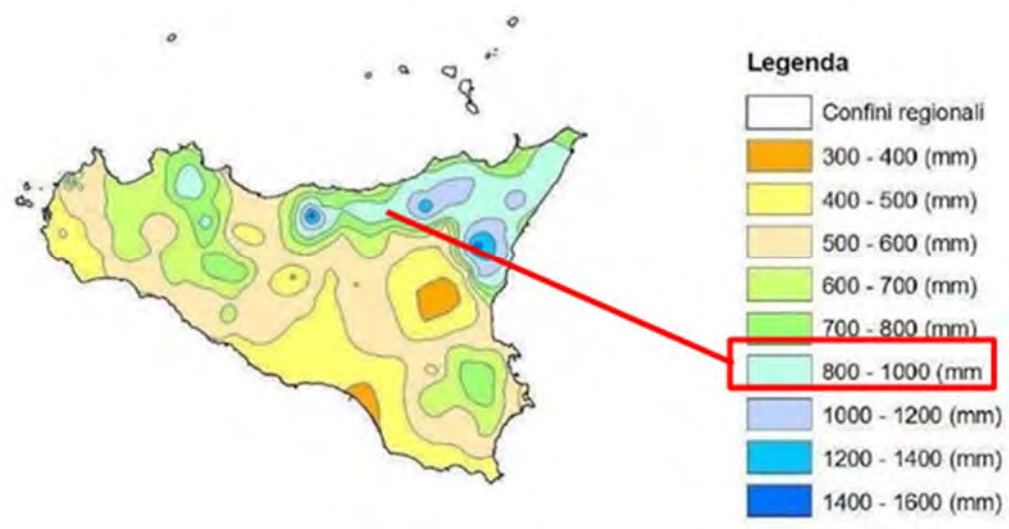 Legenda
Confini regionali
300 - 400 (mm)
400 - 500 (mm)
500 - 600 (mm)
600 - 700 (mm)
700 - 800 (mm)
800 - 1000 (mm
1000 - 1200 (mm)
1200 - 1400 (mm)
1400 - 1600 (mm)